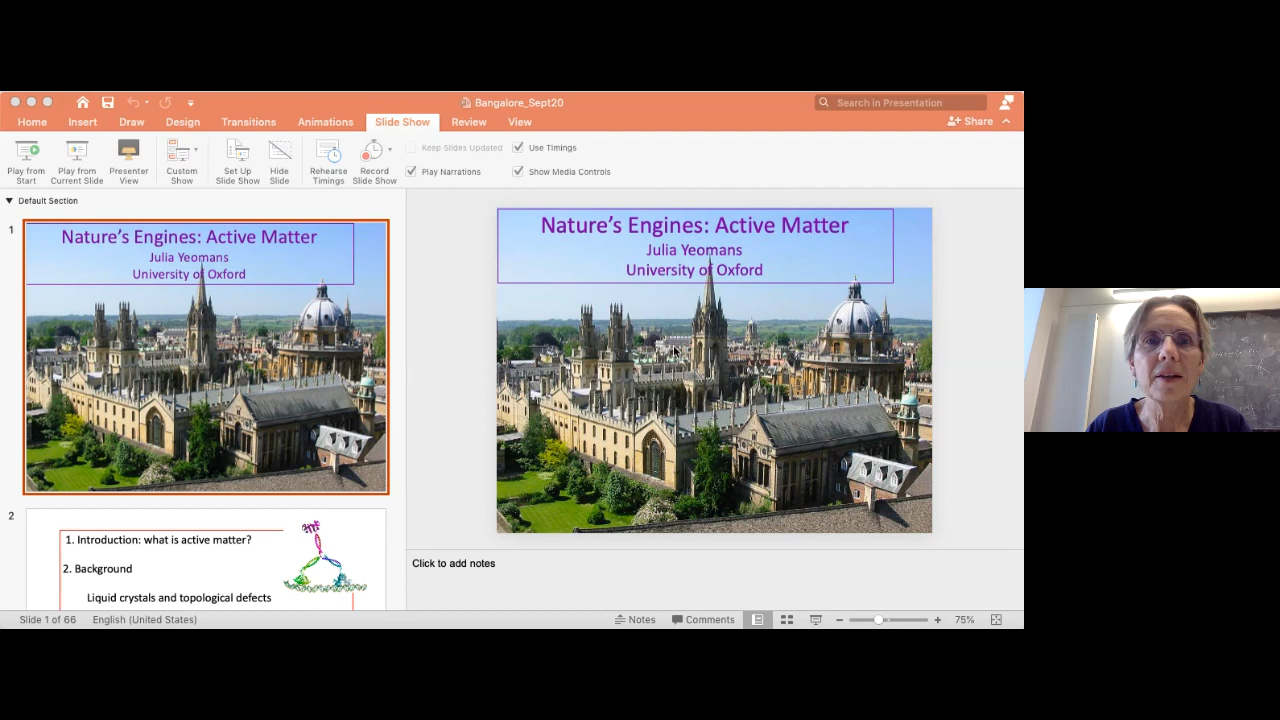 Bangalore_Sept20
Search in Presentation
Home
Insert
Draw
Design
Transitions
Animations
Slide Show
Review
View
Share
Play from Start
Play from Current Slide
Presenter View
Custom Show
Set Up Slide Show
Hide Slide
Rehearse Timings
Record Slide Show
Keep Slides Updated
Use Timings
Play Narrations
Show Media Controls
Default Section
1
Nature’s Engines: Active Matter
Julia Yeomans
University of Oxford
2
1. Introduction: what is active matter?
2. Background
Liquid crystals and topological defects
Nature’s Engines: Active Matter
Julia Yeomans
University of Oxford
Click to add notes
Slide 1 of 66
English (United States)
Notes
Comments
75%